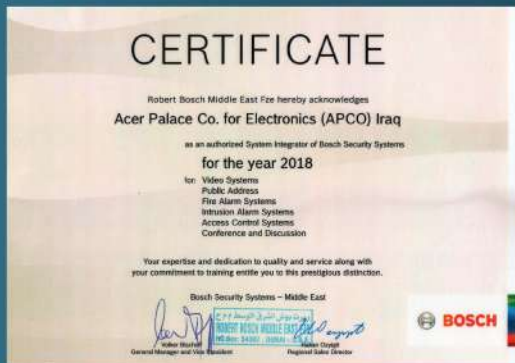 CERTIFICATE
Robert Bosch Middle East Fze hereby acknowledges
Acer Palace Co. for Electronics (APCO) Iraq
as an authorized System Integrator of Bosch Security Systems
for the year 2018
for: Video Systems
Public Address
Fire Alarm Systems
Intrusion Alarm Systems
Access Control Systems
Conference and Discussion
Your expertise and dedication to quality and service along with
your commitment to training entitle you to this prestigious distinction.
Bosch Security Systems – Middle East
ROBERT BOSCH MIDDLE EAST
General Manager and Vice President
Regional Sales Director
BOSCH